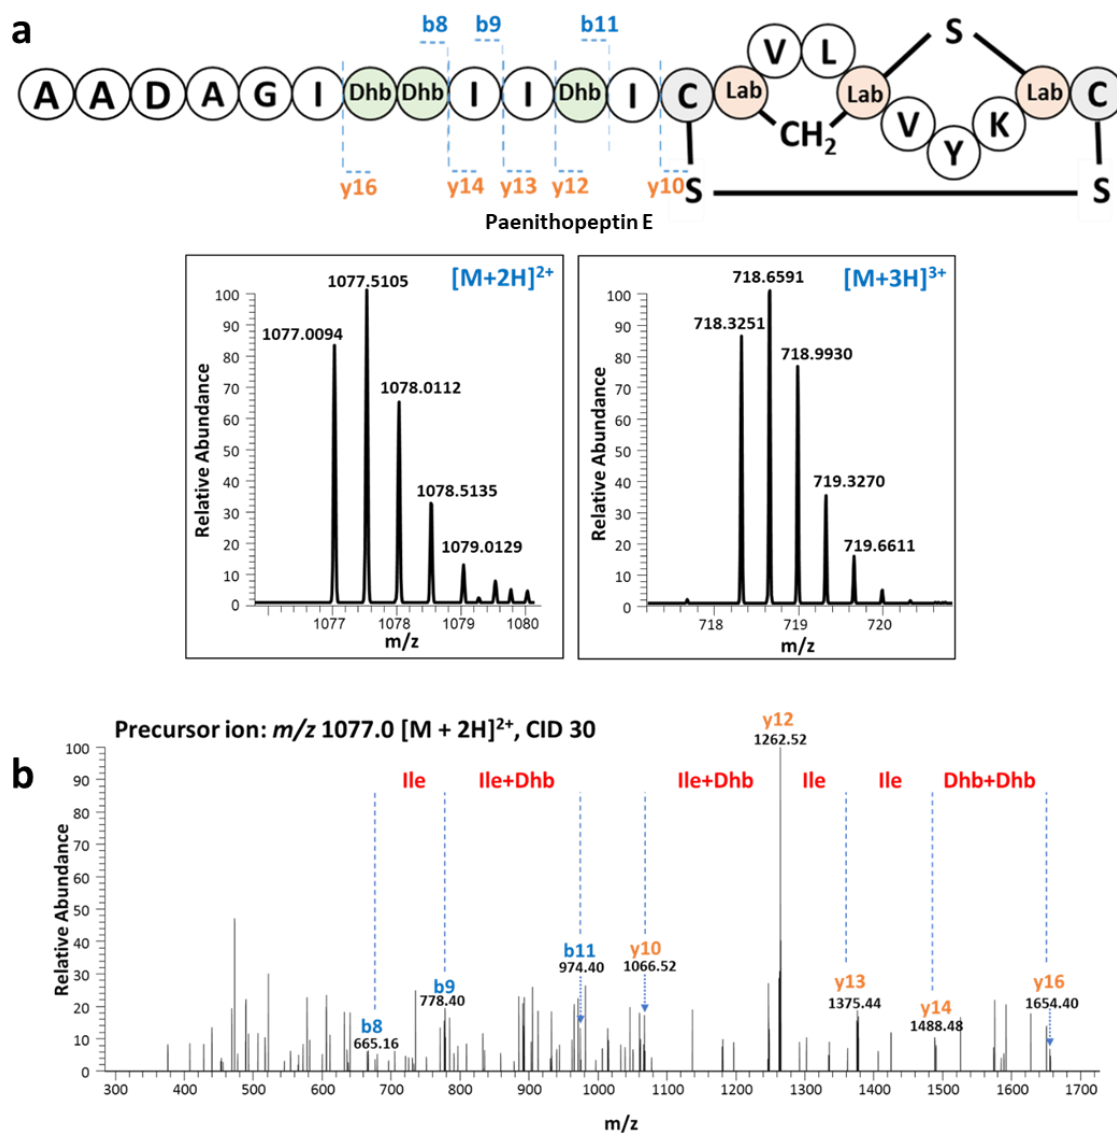 a
b8 b9 b11
A A D A G I Dhb Dhb I I Dhb I C Lab V L Lab S V Y K Lab C
CH2
y16 y14 y13 y12 y10 S S
Paenithopeptin E
[M+2H]2+
1077.5105
1077.0094
1078.0112
1078.5135
1079.0129
Relative Abundance
100
90
80
70
60
50
40
30
20
10
0
1077 1078 1079 1080
m/z
[M+3H]3+
718.6591
718.3251
718.9930
719.3270
719.6611
Relative Abundance
100
90
80
70
60
50
40
30
20
10
0
718 719 720
m/z
b
Precursor ion: m/z 1077.0 [M + 2H]2+, CID 30
y12
1262.52
Ile Ile+Dhb Ile+Dhb Ile Ile Dhb+Dhb
b8
665.16
b9
778.40
b11
974.40
y10
1066.52
y13
1375.44
y14
1488.48
y16
1654.40
Relative Abundance
100
90
80
70
60
50
40
30
20
10
0
300 400 500 600 700 800 900 1000 1100 1200 1300 1400 1500 1600 1700
m/z